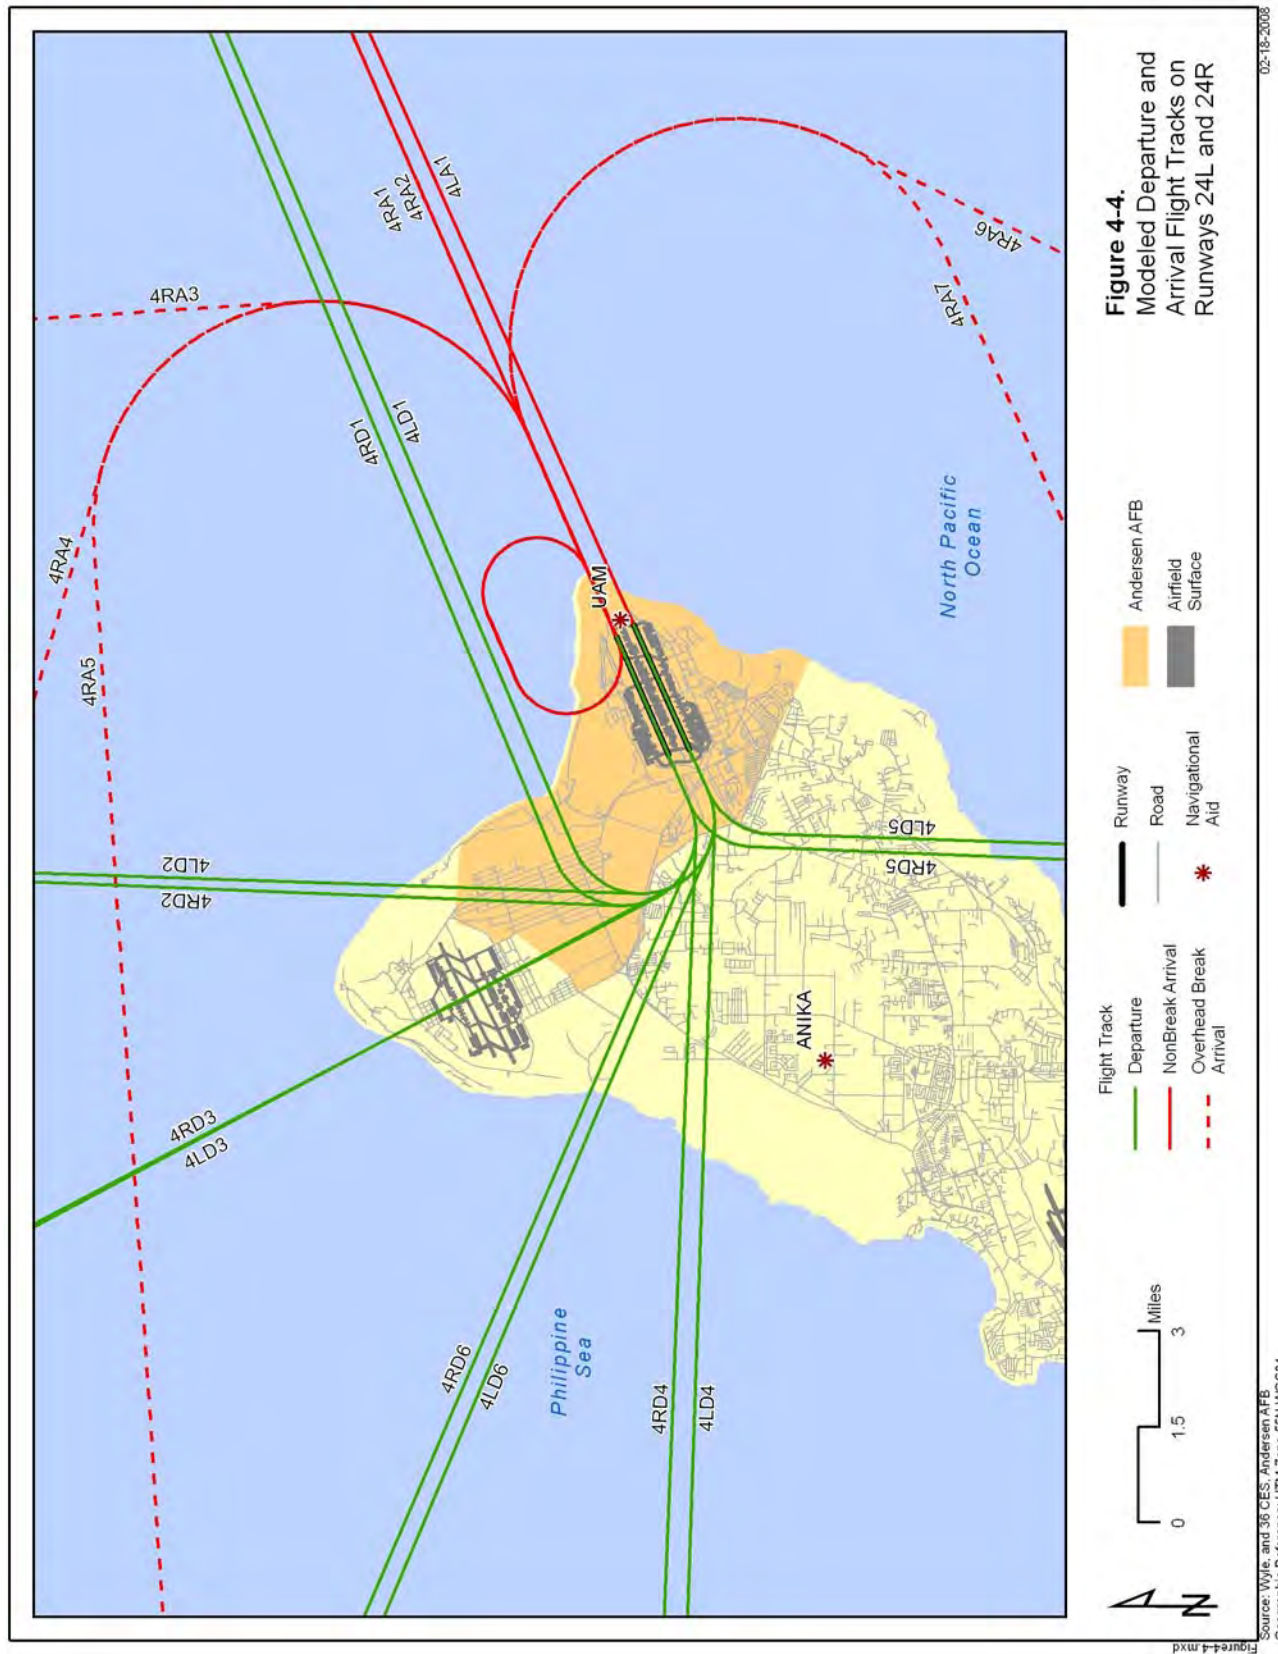 4RA3
4RA4
4RA5
4RA1
4RA2
4LA1
4RD1
4LD1
4RA6
4RA7
UAM
North Pacific
Ocean
4LD2
4RD2
4LD5
4RD5
ANIKA
4RD3
4LD3
4RD6
4LD6
Philippine
Sea
4RD4
4LD4
N
0
1.5
3
Miles
Flight Track
Departure
NonBreak Arrival
Overhead Break
Arrival
Runway
Road
Navigational
Aid
Andersen AFB
Airfield
Surface
Figure 4-4.
Modeled Departure and
Arrival Flight Tracks on
Runways 24L and 24R
Source: Wyle, and 36 CES, Andersen AFB
02-18-2008
Figure4-4.mxd